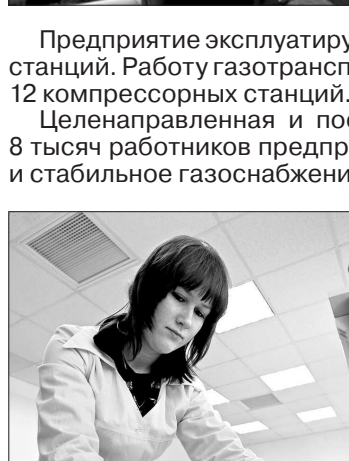 Предприятие
станций. Работу
12 компрессорных станций.
Целенаправленная и
8 тысяч работников
и стабильное